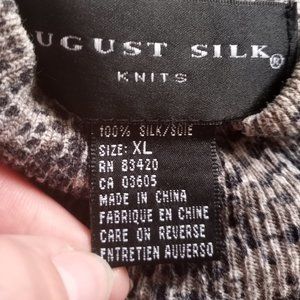 UGUST SILK®
KNITS
100% SILK/SOIE
SIZE: XL
RN 83420
CA 03605
MADE IN CHINA
FABRIQUE EN CHINE
CARE ON REVERSE
ENTRETIEN AUVERSO